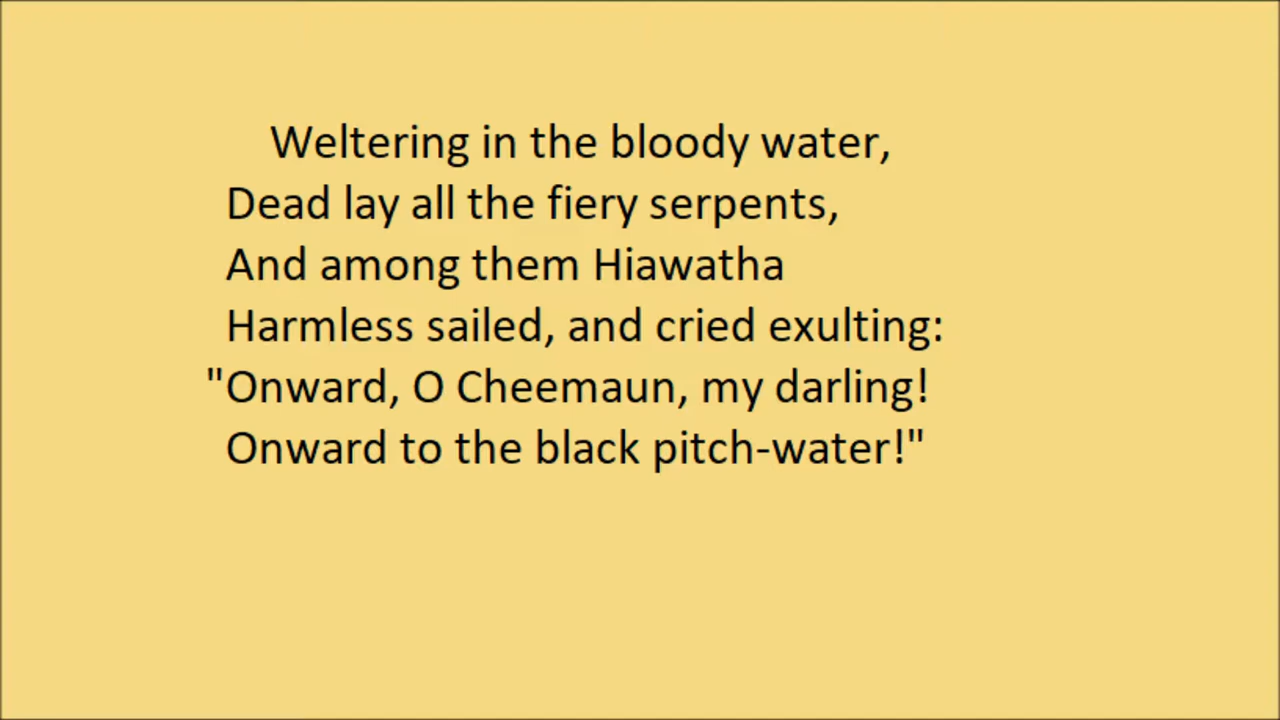 Weltering in the bloody water,
Dead lay all the fiery serpents,
And among them Hiawatha
Harmless sailed, and cried exulting:
"Onward, O Cheemaun, my darling!
Onward to the black pitch-water!"